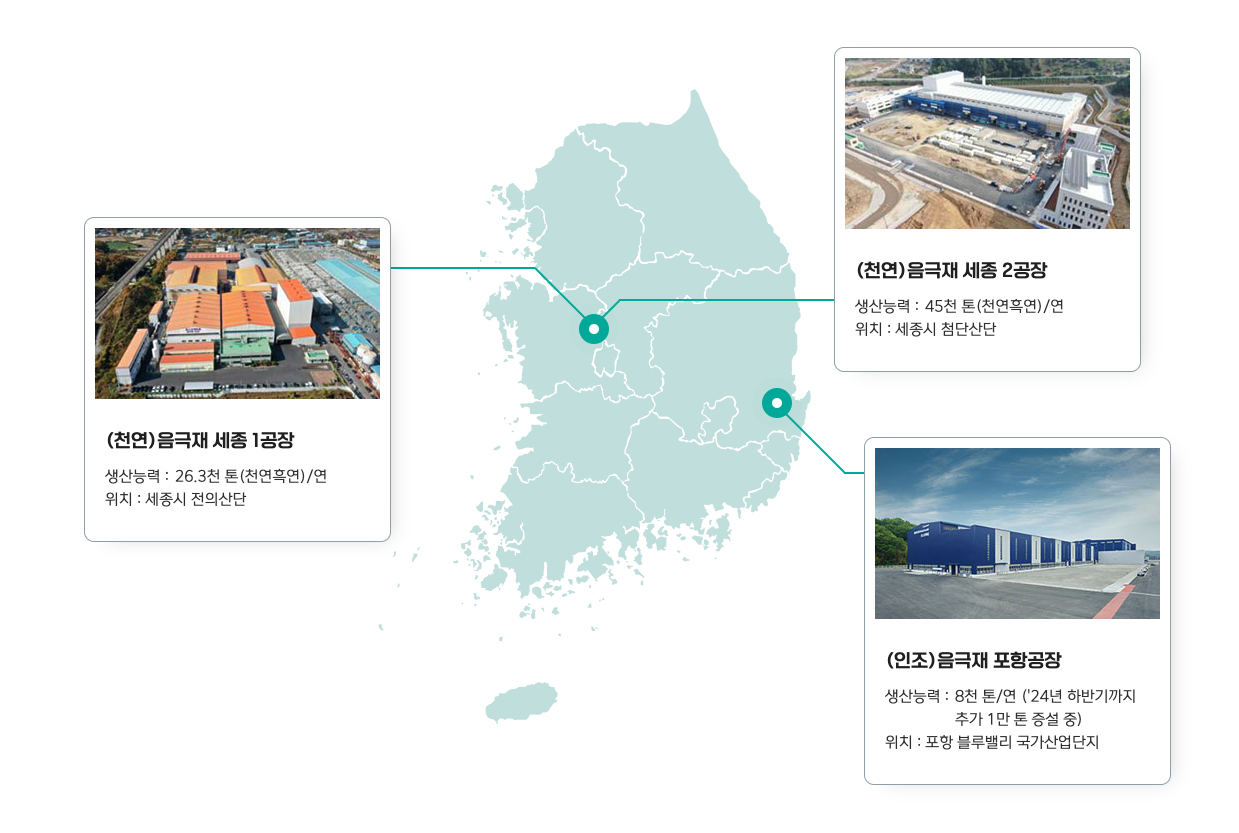 (천연)음극재 세종 2공장
생산능력 : 45천 톤(천연흑연)/연
위치 : 세종시 첨단산단
(천연)음극재 세종 1공장
생산능력 : 26.3천 톤(천연흑연)/연
위치 : 세종시 전의산단
(인조)음극재 포항공장
생산능력 : 8천 톤/연 ('24년 하반기까지
추가 1만 톤 증설 중)
위치 : 포항 블루밸리 국가산업단지